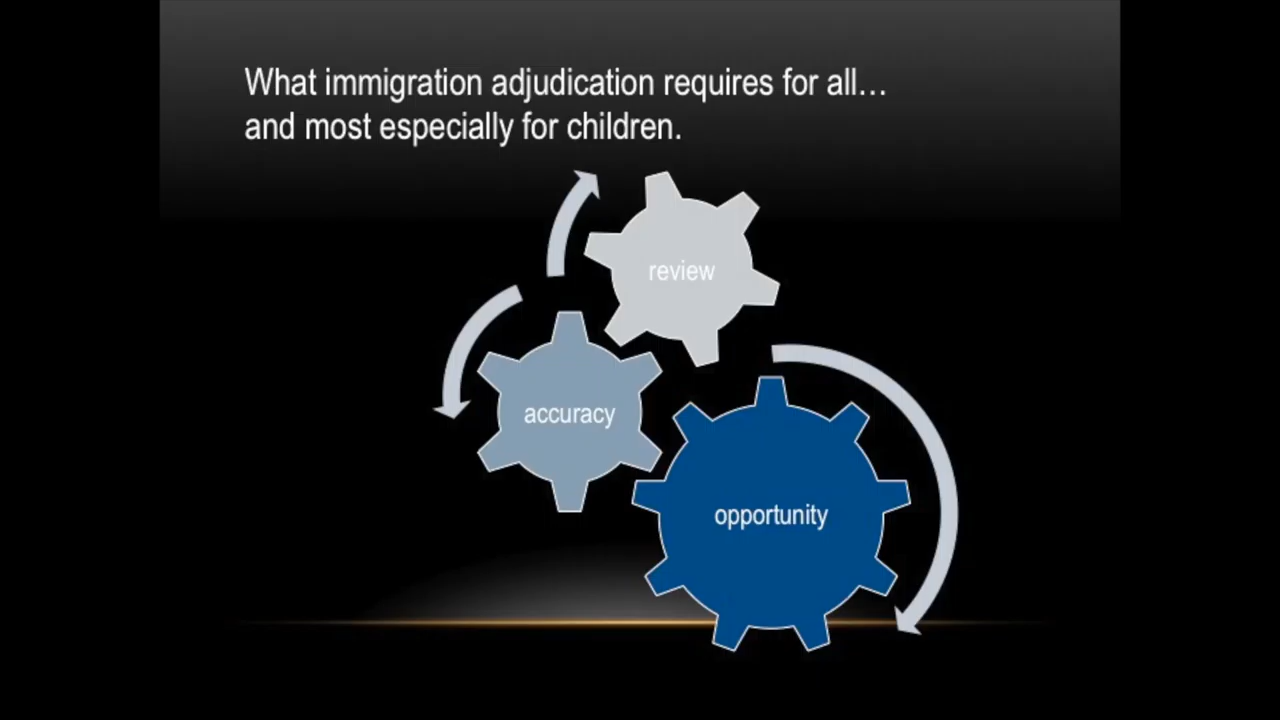 What immigration adjudication requires for all…
and most especially for children.
review
accuracy
opportunity